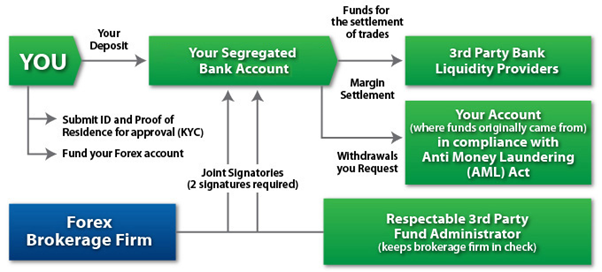 YOU
Your
Deposit
Your Segregated
Bank Account
Funds for
the settlement
of trades
3rd Party Bank
Liquidity Providers
Margin
Settlement
Submit ID and Proof of
Residence for approval (KYC)
Fund your Forex account
Withdrawals
you Request
Your Account
(where funds originally came from)
in compliance with
Anti Money Laundering
(AML) Act
Joint Signatories
(2 signatures required)
Forex
Brokerage Firm
Respectable 3rd Party
Fund Administrator
(keeps brokerage firm in check)